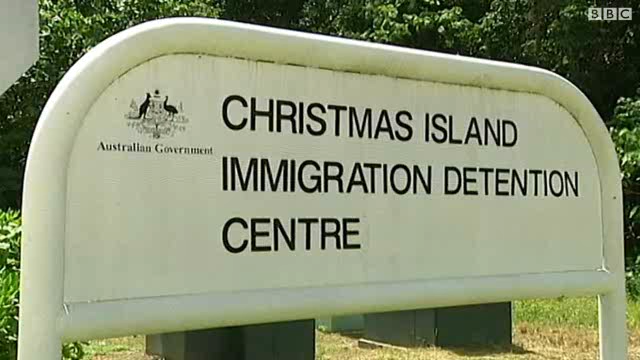 BBC
CHRISTMAS ISLAND
Australian Government
IMMIGRATION DETENTION
CENTRE